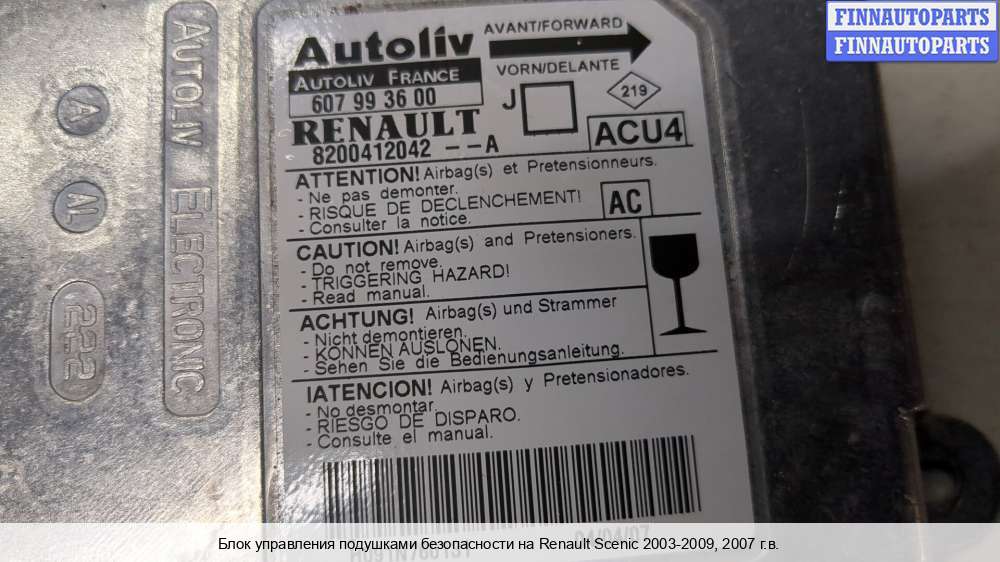 FINNAUTOPARTS
FINNAUTOPARTS
AUTOLIV ELECTRONIC
A
AL
222
Autoliv
AUTOLIV FRANCE
607 99 36 00
RENAULT
8200412042 --A
AVANT/FORWARD
VORN/DELANTE
J
219
ACU4
ATTENTION! Airbag(s) et Pretensionneurs.
- Ne pas demonter.
- RISQUE DE DECLENCHEMENT!
- Consulter la notice.
AC
CAUTION! Airbag(s) and Pretensioners.
- Do not remove.
- TRIGGERING HAZARD!
- Read manual.
ACHTUNG! Airbag(s) und Strammer
- Nicht demontieren.
- KONNEN AUSLONEN.
- Sehen Sie die Bedienungsanleitung.
IATENCION! Airbag(s) y Pretensionadores.
- No desmontar.
- RIESGO DE DISPARO.
- Consulte el manual.
Блок управления подушками безопасности на Renault Scenic 2003-2009, 2007 г.в.